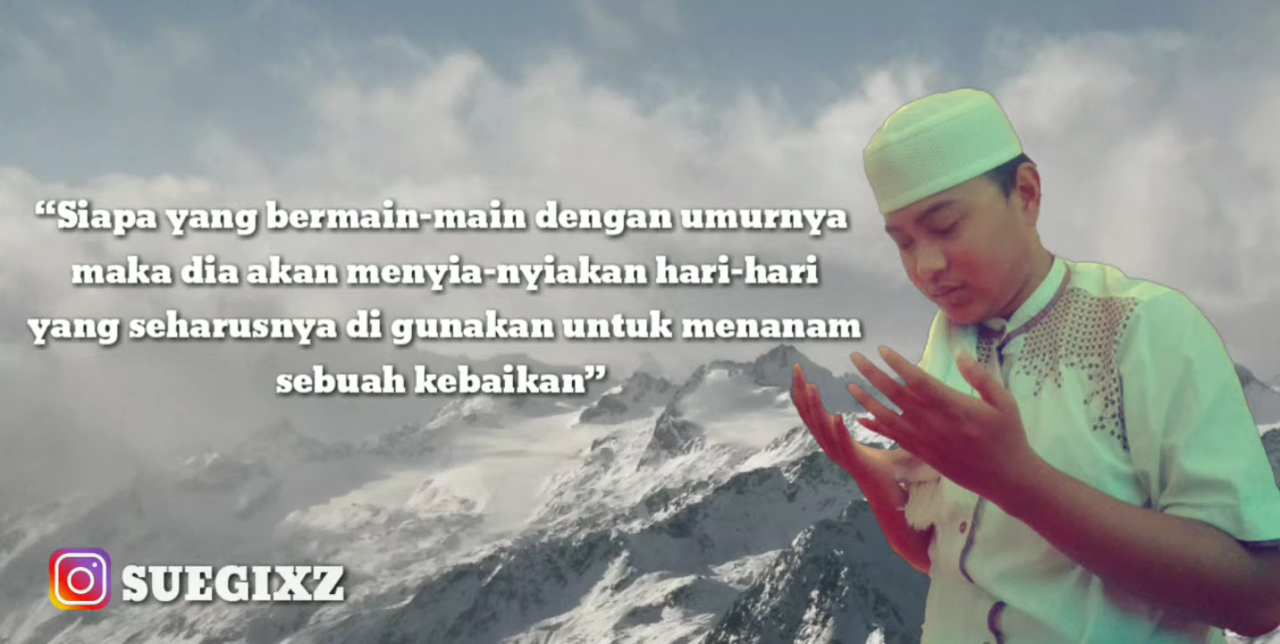 “Siapa yang bermain-main dengan umurnya
maka dia akan menyia-nyiakan hari-hari
yang seharusnya di gunakan untuk menanam
sebuah kebaikan”
SUEGIXZ